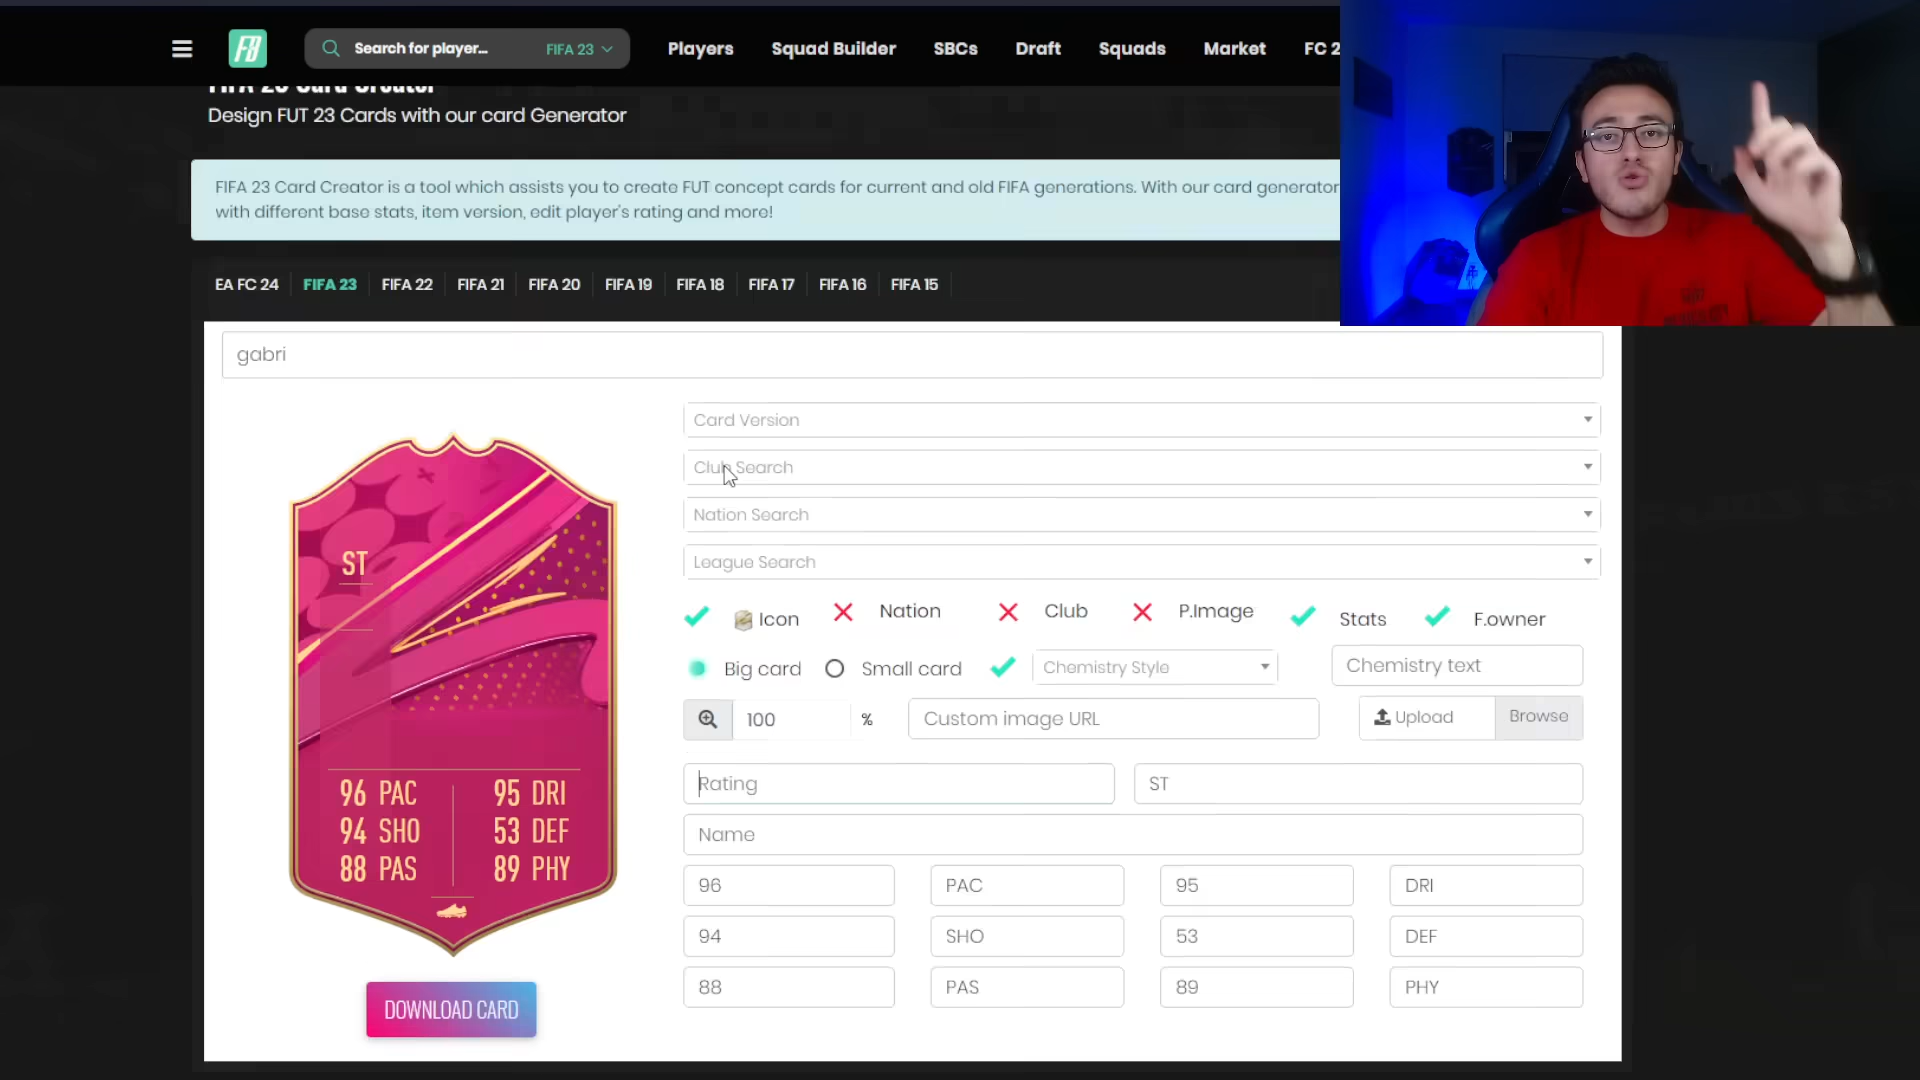 FB
Search for player...
FIFA 23
Players
Squad Builder
SBCs
Draft
Squads
Market
FC 2
FIFA 23 Card Creator
Design FUT 23 Cards with our card Generator
FIFA 23 Card Creator is a tool which assists you to create FUT concept cards for current and old FIFA generations. With our card generator
with different base stats, item version, edit player's rating and more!
EA FC 24
FIFA 23
FIFA 22
FIFA 21
FIFA 20
FIFA 19
FIFA 18
FIFA 17
FIFA 16
FIFA 15
gabri
Card Version
Club Search
Nation Search
League Search
Icon
Nation
Club
P.Image
Stats
F.owner
Big card
Small card
Chemistry Style
Chemistry text
100
%
Custom image URL
Upload
Browse
Rating
ST
Name
96
PAC
95
DRI
94
SHO
53
DEF
88
PAS
89
PHY
ST
96 PAC
95 DRI
94 SHO
53 DEF
88 PAS
89 PHY
DOWNLOAD CARD